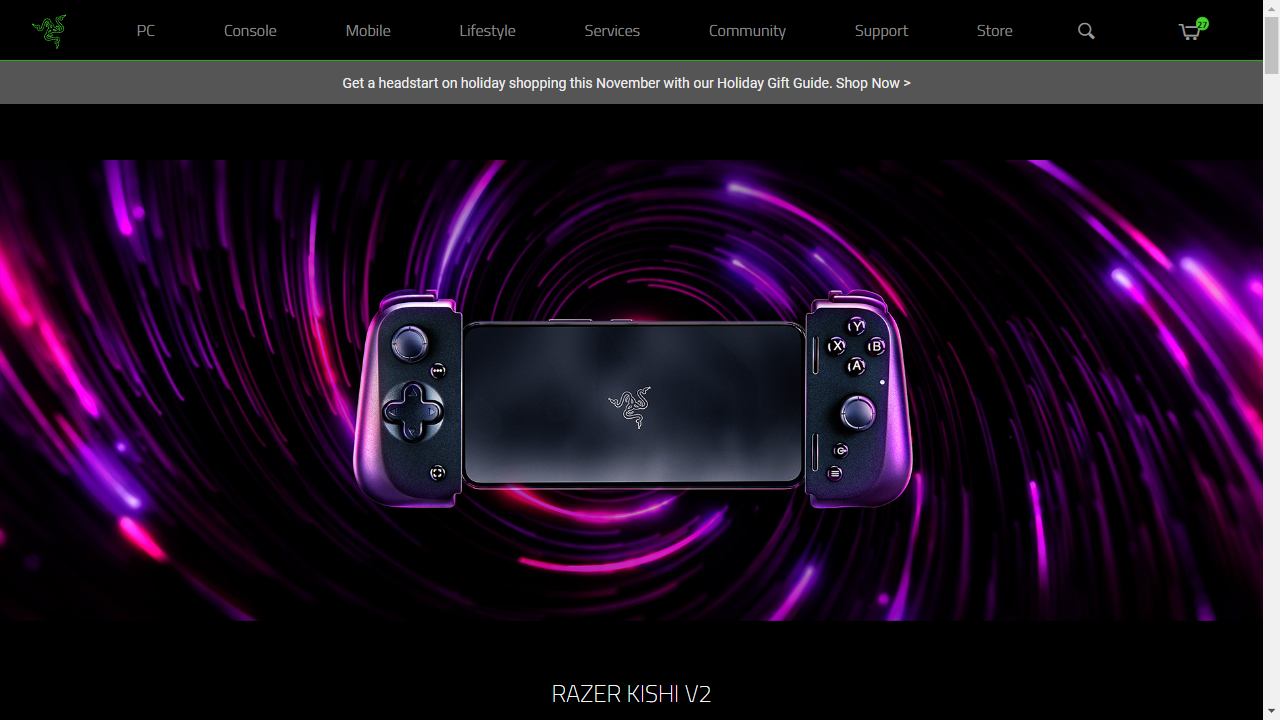 PC
Console
Mobile
Lifestyle
Services
Community
Support
Store
27
Get a headstart on holiday shopping this November with our Holiday Gift Guide. Shop Now >
Y
X
B
A
RAZER KISHI V2